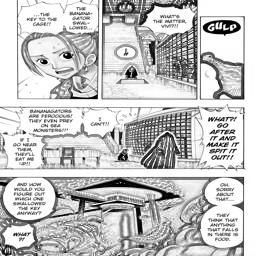 GULP
WHAT'S
THE
MATTER,
VIVI?!
THE
BANANA-
GATOR
SWAL-
LOWED...
...THE
KEY TO
THE
CAGE!!
WHAT?!
GO
AFTER
IT AND
MAKE IT
SPIT IT
OUT!!
I
CAN'T!!
BANANAGATORS
ARE FEROCIOUS!
THEY EVEN PREY
ON SEA
MONSTERS!!
IF I
GO NEAR
THEM,
THEY'LL
EAT ME
UP!!
OH,
SORRY
ABOUT
THAT...
THEY
THINK THAT
ANYTHING
THAT FALLS
IN THERE
IS FOOD.
AND HOW
WOULD YOU
FIGURE OUT
WHICH ONE
SWALLOWED
THE KEY
ANYWAY?
WHAT
?!